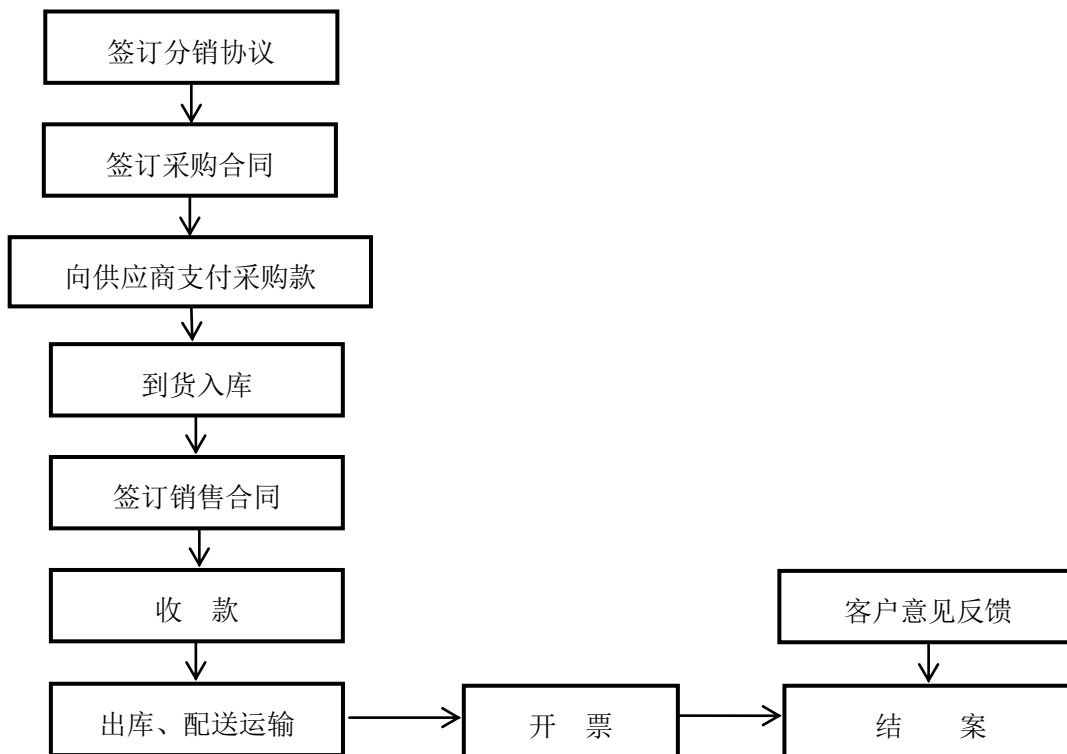 签订分销协议
签订采购合同
向供应商支付采购款
到货入库
签订销售合同
收 款
客户意见反馈
出库、配送运输
开 票
结 案